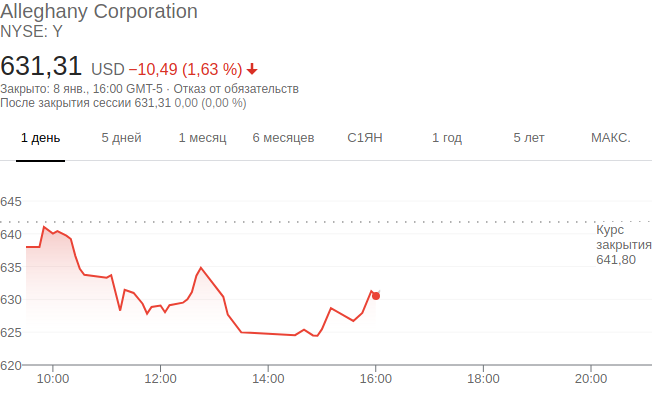 Alleghany Corporation
NYSE: Y
631,31 USD −10,49 (1,63 %)
Закрыто: 8 янв., 16:00 GMT-5 · Отказ от обязательств
После закрытия сессии 631,31 0,00 (0,00 %)
1 день 5 дней 1 месяц 6 месяцев С1ЯН 1 год 5 лет МАКС.
645
640
635
630
625
620
Курс
закрытия
641,80
10:00 12:00 14:00 16:00 18:00 20:00